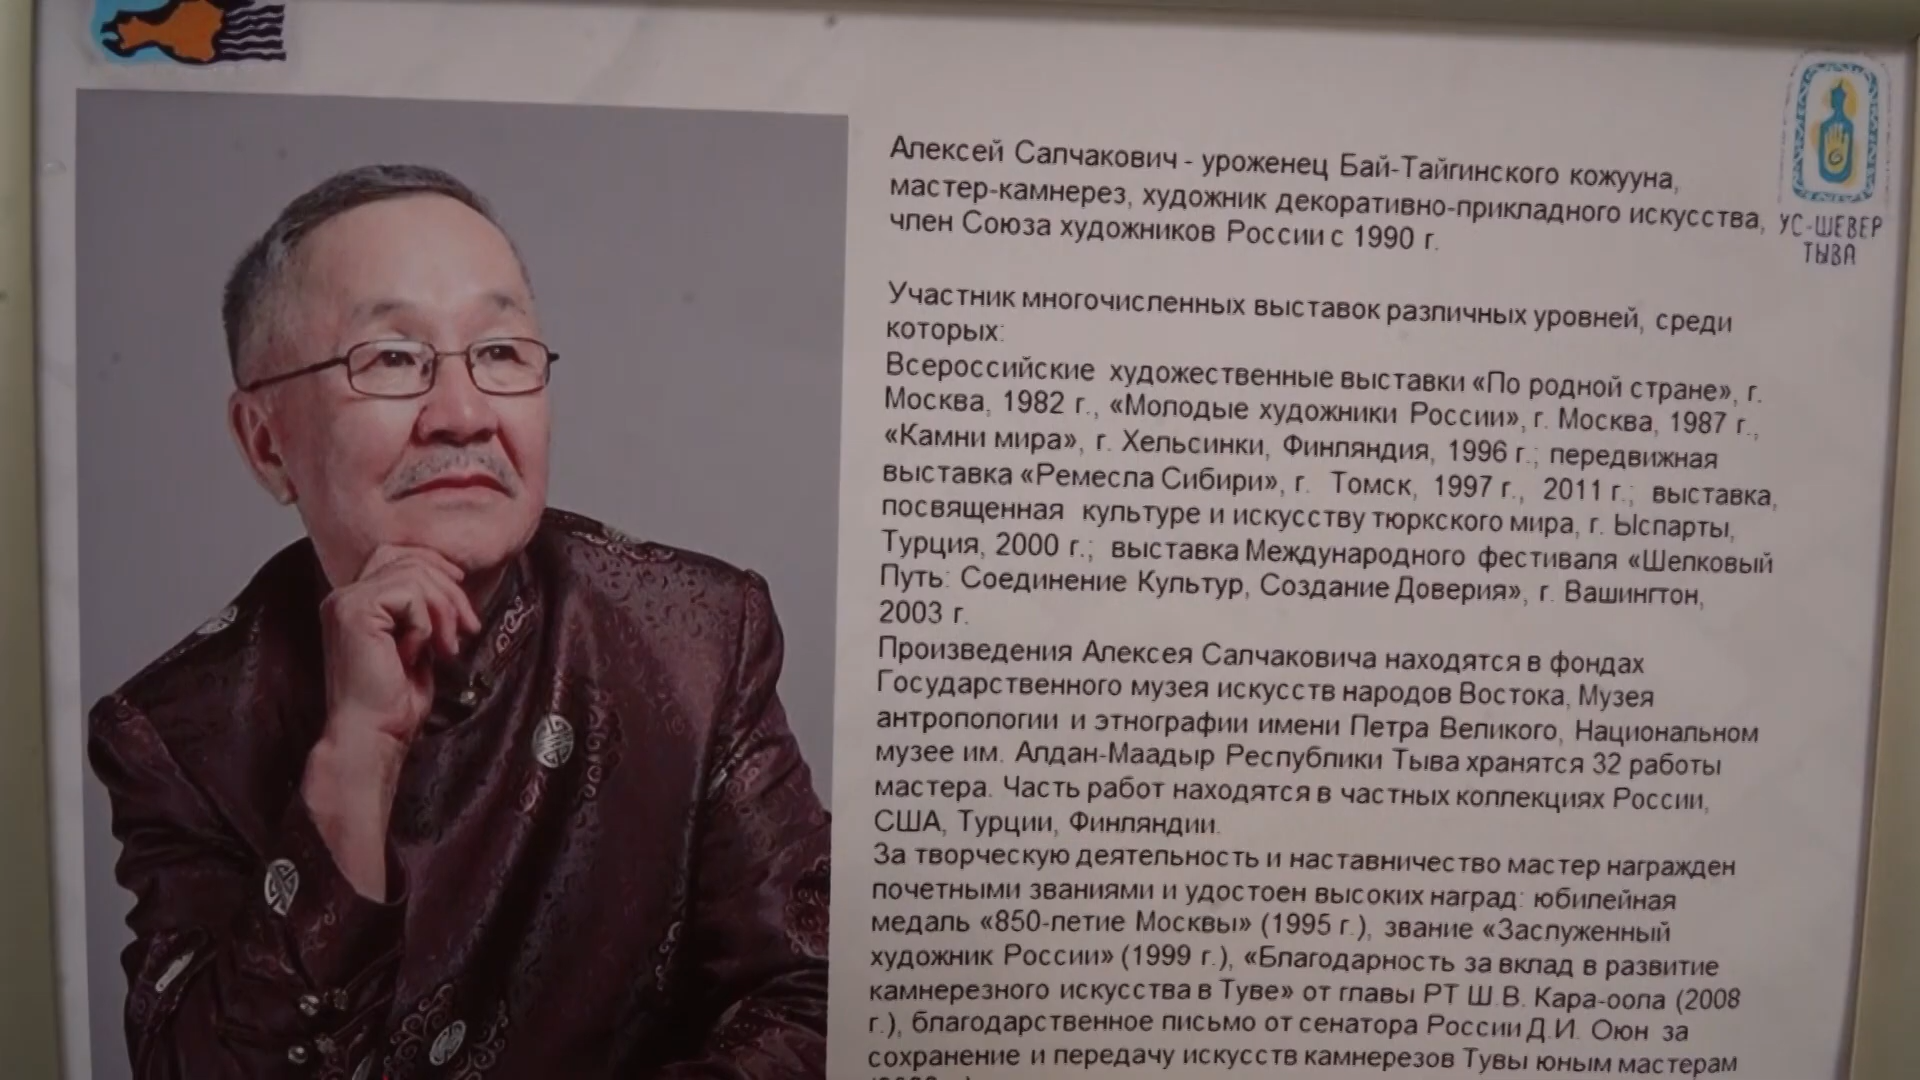 Алексей Салчакович - уроженец Бай-Тайгинского кожууна,
мастер-камнерез, художник декоративно-прикладного искусства,
член Союза художников России с 1990 г.
УС-ШЕВЕР
ТЫВА
Участник многочисленных выставок различных уровней, среди
которых:
Всероссийские художественные выставки «По родной стране», г.
Москва, 1982 г., «Молодые художники России», г. Москва, 1987 г.,
«Камни мира», г. Хельсинки, Финляндия, 1996 г.; передвижная
выставка «Ремесла Сибири», г. Томск, 1997 г., 2011 г.; выставка,
посвященная культуре и искусству тюркского мира, г. Ыспарты,
Турция, 2000 г.; выставка Международного фестиваля «Шелковый
Путь: Соединение Культур, Создание Доверия», г. Вашингтон,
2003 г.
Произведения Алексея Салчаковича находятся в фондах
Государственного музея искусств народов Востока, Музея
антропологии и этнографии имени Петра Великого, Национальном
музее им. Алдан-Маадыр Республики Тыва хранятся 32 работы
мастера. Часть работ находятся в частных коллекциях России,
США, Турции, Финляндии.
За творческую деятельность и наставничество мастер награжден
почетными званиями и удостоен высоких наград: юбилейная
медаль «850-летие Москвы» (1995 г.), звание «Заслуженный
художник России» (1999 г.), «Благодарность за вклад в развитие
камнерезного искусства в Туве» от главы РТ Ш.В. Кара-оола (2008
г.), благодарственное письмо от сенатора России Д.И. Оюн за
сохранение и передачу искусств камнерезов Тувы юным мастерам